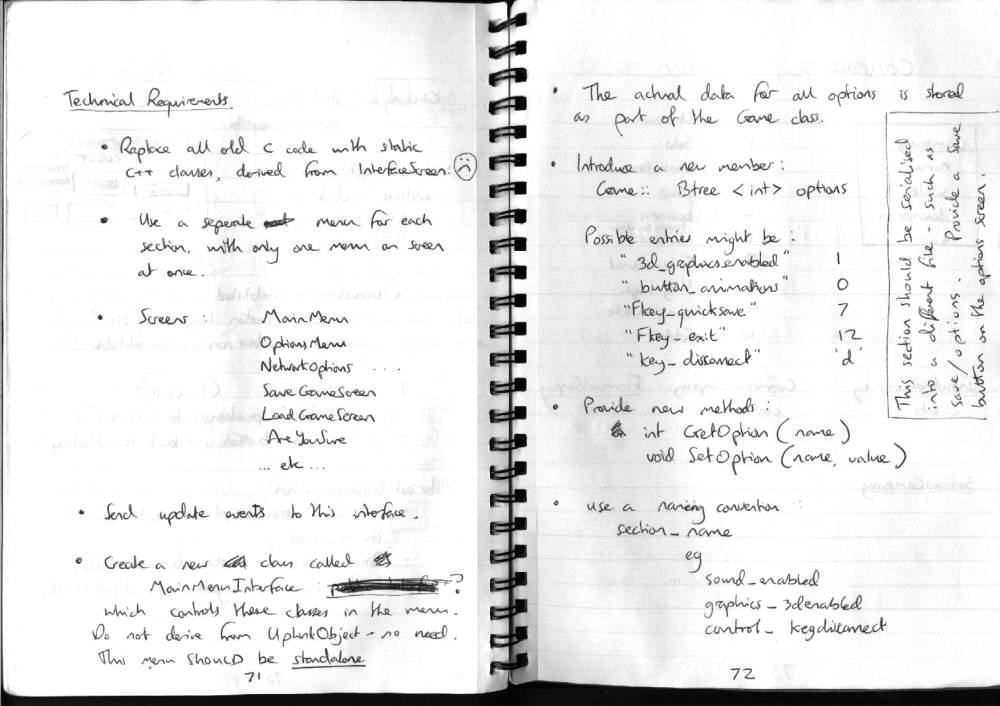 Technical Requirements.
• Replace all old C code with static
C++ classes, derived from InterfaceScreen.
• Use a seperate menu for each
section, with only one menu on screen
at once.
• Screens : MainMenu
OptionsMenu
NetworkOptions ....
SaveGameScreen
LoadGameScreen
AreYouSure
... etc ...
• Send update events to this interface.
• Create a new class called
MainMenuInterface : ?
which controls these classes in the menu.
Do not derive from UplinkObject - no need.
This menu SHOULD be standalone
71
• The actual data for all options is stored
as part of the Game class.
• Introduce a new member :
Game :: Btree <int> options
Possible entries might be :
"3d_graphicsenabled" 1
"button_animations" 0
"Fkey_quicksave" 7
"Fkey_exit" 12
"key_disconnect" 'd'
• Provide new methods :
int GetOption (name)
void SetOption (name, value)
• use a naming convention :
section_name
eg
sound_enabled
graphics_3denabled
control_keydisconnect
72
This section should be serialised
into a different file - such as
save/options. Provide a save
button on the options screen.